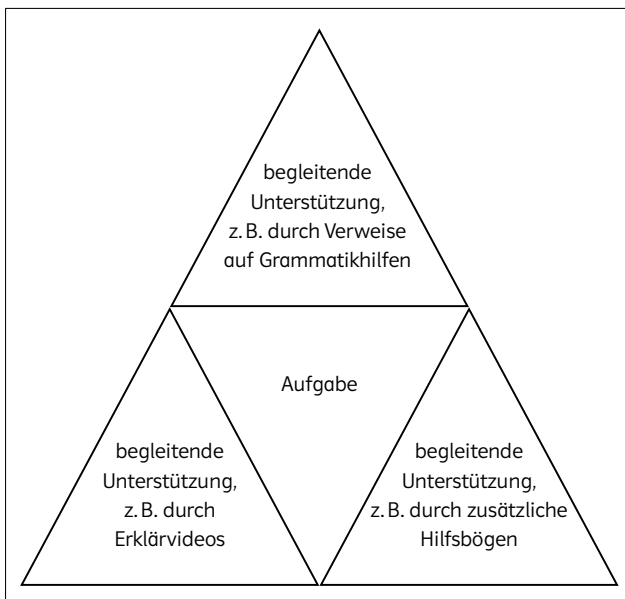 begleitende
Unterstützung,
z. B. durch Verweise
auf Grammatikhilfen
Aufgabe
begleitende
Unterstützung,
z. B. durch
Erklärvideos
begleitende
Unterstützung,
z. B. durch zusätzliche
Hilfsbögen